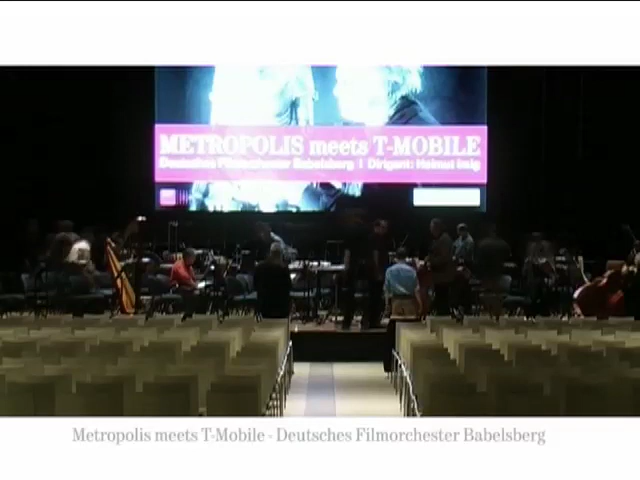 METROPOLIS meets T-MOBILE
Deutsches Filmorchester Babelsberg | Dirigent: Helmut Imig
Metropolis meets T-Mobile - Deutsches Filmorchester Babelsberg